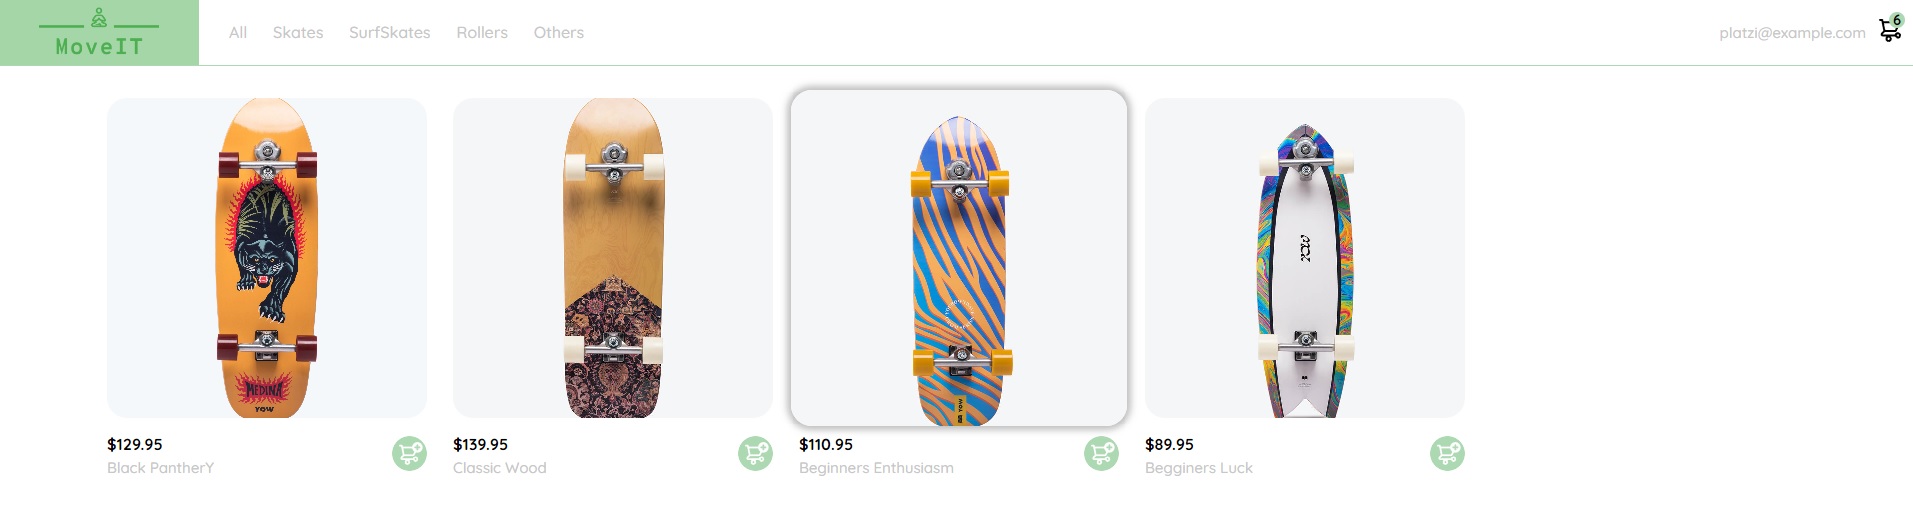 MoveIT
All Skates SurfSkates Rollers Others
platzi@example.com
6
MEDINA
YOW
YOW
$129.95
Black PantherY
$139.95
Classic Wood
$110.95
Beginners Enthusiasm
$89.95
Begginers Luck